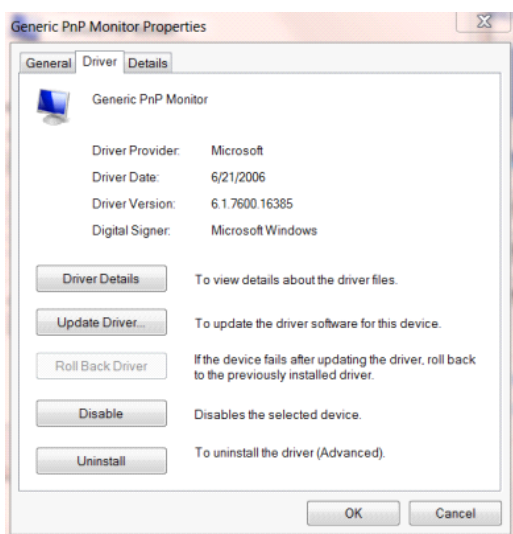 Generic PnP Monitor Properties
General Driver Details
Generic PnP Monitor
Driver Provider: Microsoft
Driver Date: 6/21/2006
Driver Version: 6.1.7600.16385
Digital Signer: Microsoft Windows
Driver Details To view details about the driver files.
Update Driver... To update the driver software for this device.
Roll Back Driver If the device fails after updating the driver, roll back
to the previously installed driver.
Disable Disables the selected device.
Uninstall To uninstall the driver (Advanced).
OK Cancel